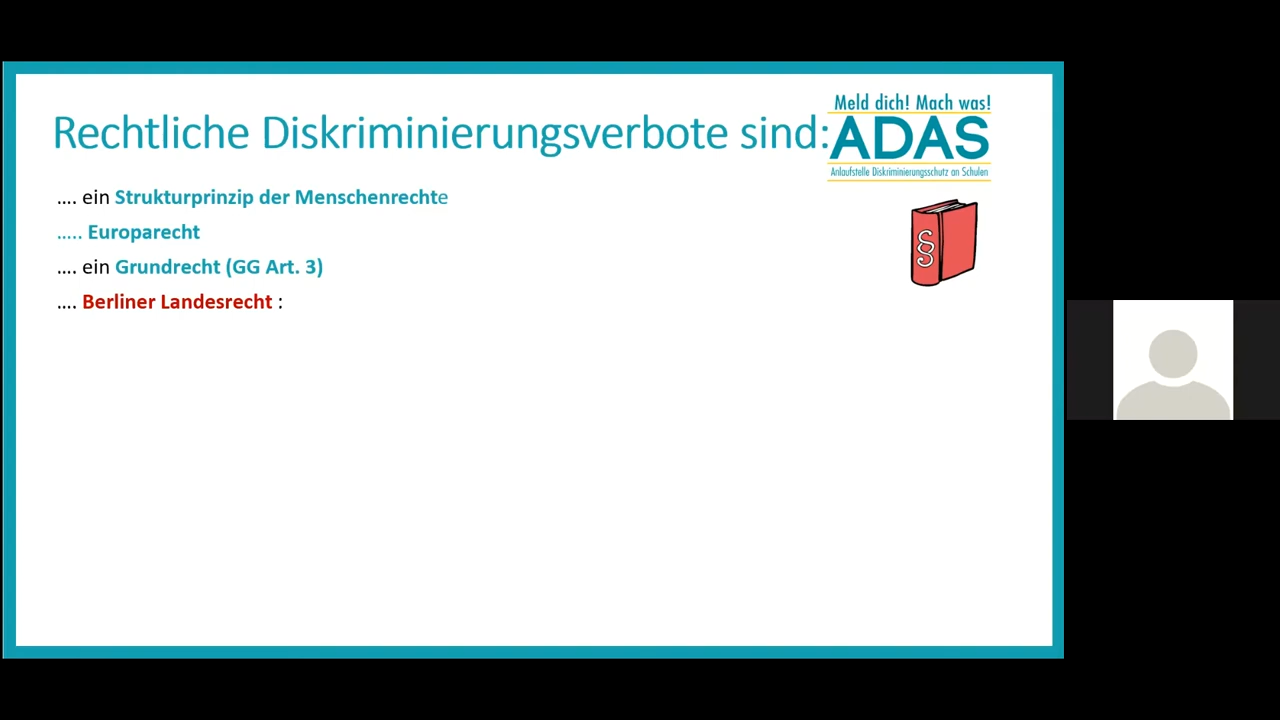 Meld dich! Mach was!
Rechtliche Diskriminierungsverbote sind:
ADAS
Anlaufstelle Diskriminierungsschutz an Schulen
.... ein Strukturprinzip der Menschenrechte
..... Europarecht
.... ein Grundrecht (GG Art. 3)
.... Berliner Landesrecht :
§